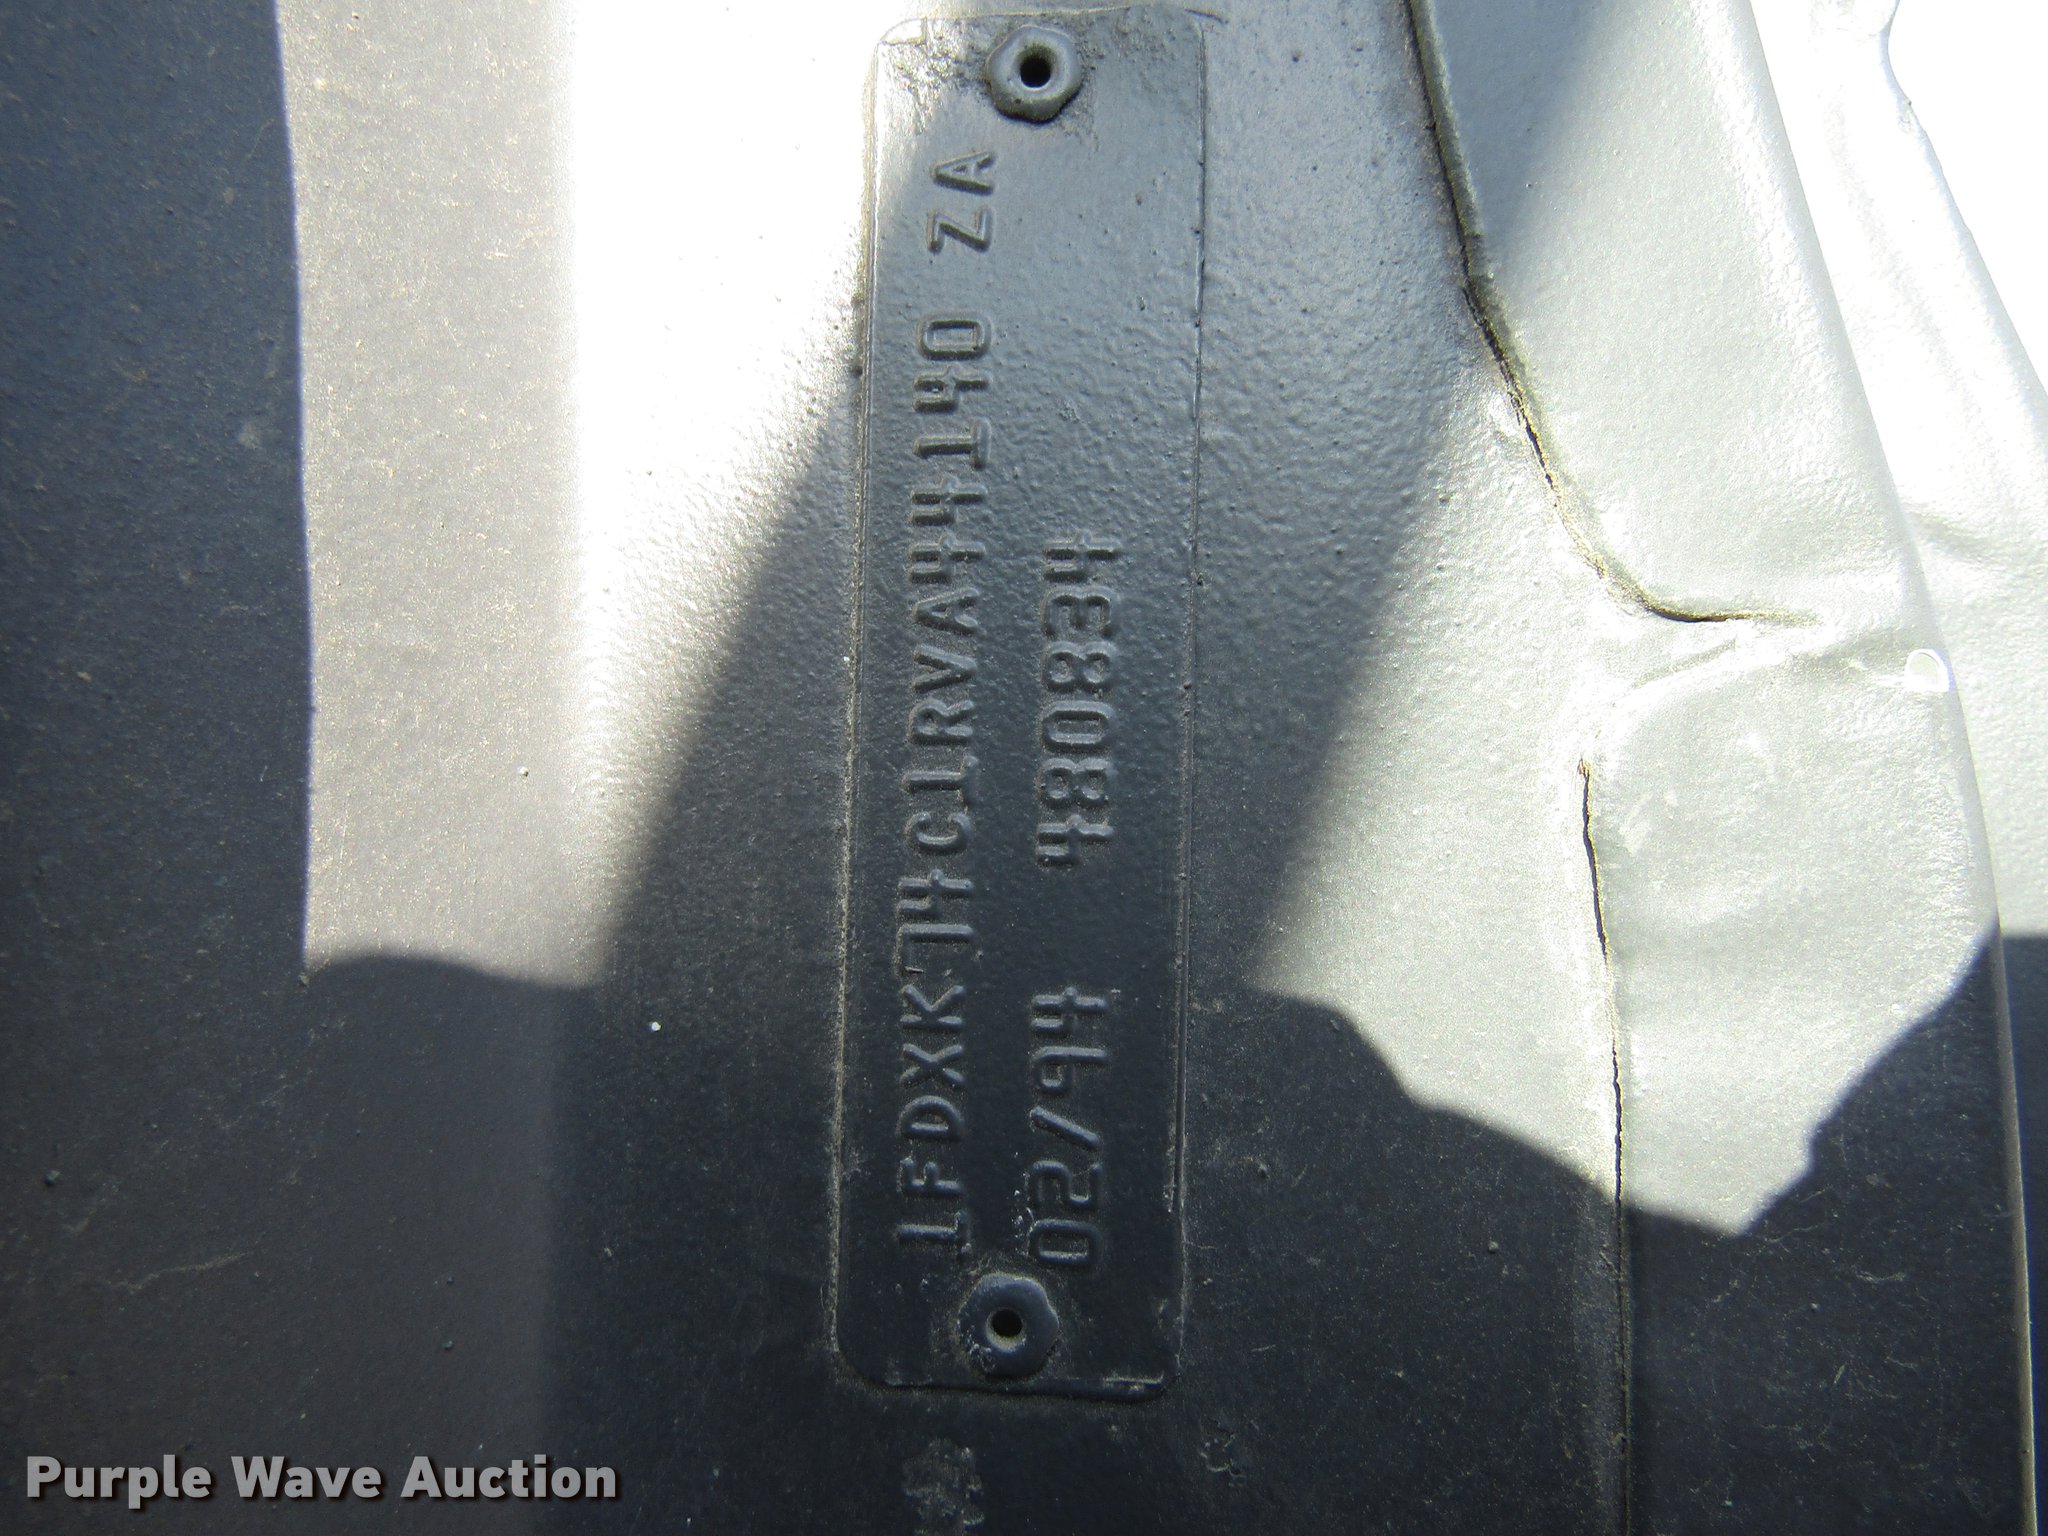 1FDXK74C1RVA44140 ZA
02/94 480834
Purple Wave Auction